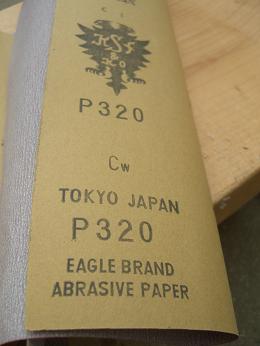 C I
P320
Cw
TOKYO JAPAN
P320
EAGLE BRAND
ABRASIVE PAPER